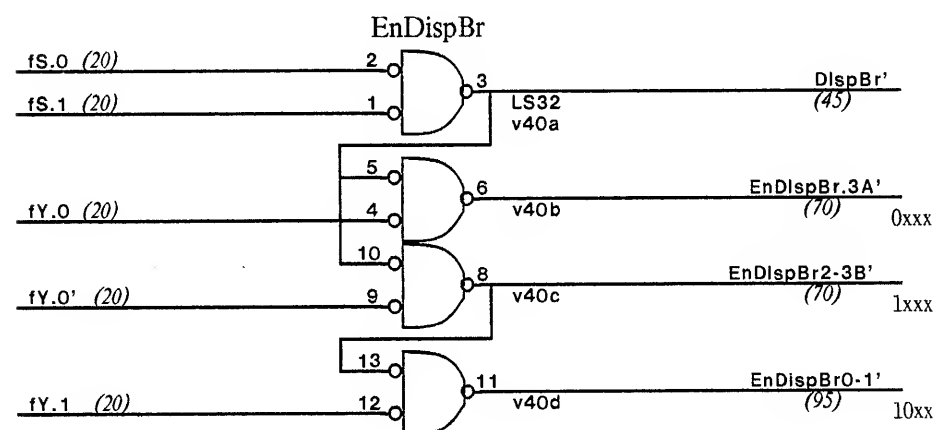 EnDispBr
fS.0 (20) 2 3 DispBr'
fS.1 (20) 1 LS32 (45)
v40a
5 6 EnDispBr.3A'
fY.0 (20) 4 v40b (70) 0xxx
10 8 EnDispBr2-3B'
fY.0' (20) 9 v40c (70) 1xxx
13 11 EnDispBr0-1'
fY.1 (20) 12 v40d (95) 10xx